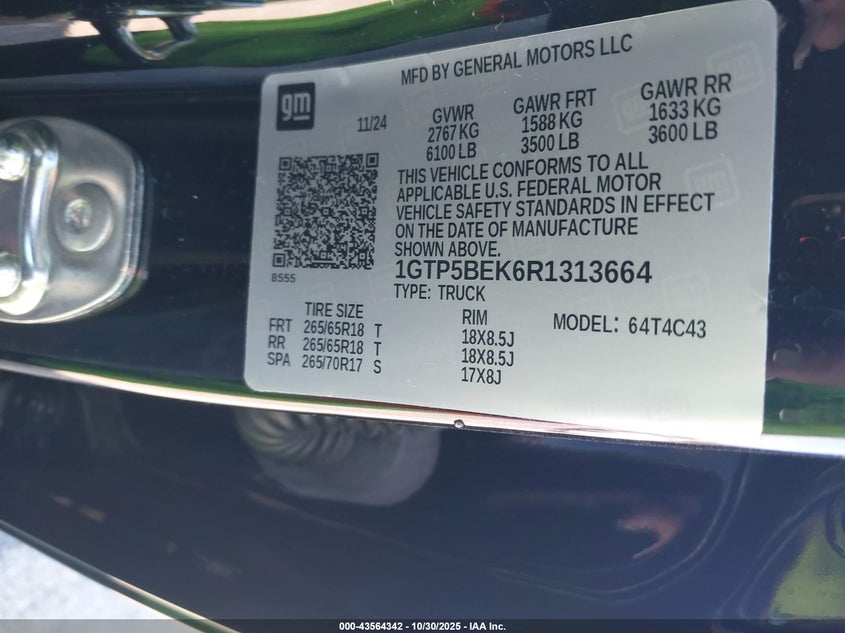 MFD BY GENERAL MOTORS LLC
gm
11/24
GVWR
2767 KG
6100 LB
GAWR FRT
1588 KG
3500 LB
GAWR RR
1633 KG
3600 LB
THIS VEHICLE CONFORMS TO ALL
APPLICABLE U.S. FEDERAL MOTOR
VEHICLE SAFETY STANDARDS IN EFFECT
ON THE DATE OF MANUFACTURE
SHOWN ABOVE.
8555
1GTP5BEK6R1313664
TYPE: TRUCK
TIRE SIZE
FRT 265/65R18 T
RR 265/65R18 T
SPA 265/70R17 S
RIM
18X8.5J
18X8.5J
17X8J
MODEL: 64T4C43
000-43564342 | 10/30/2025 - IAA Inc.